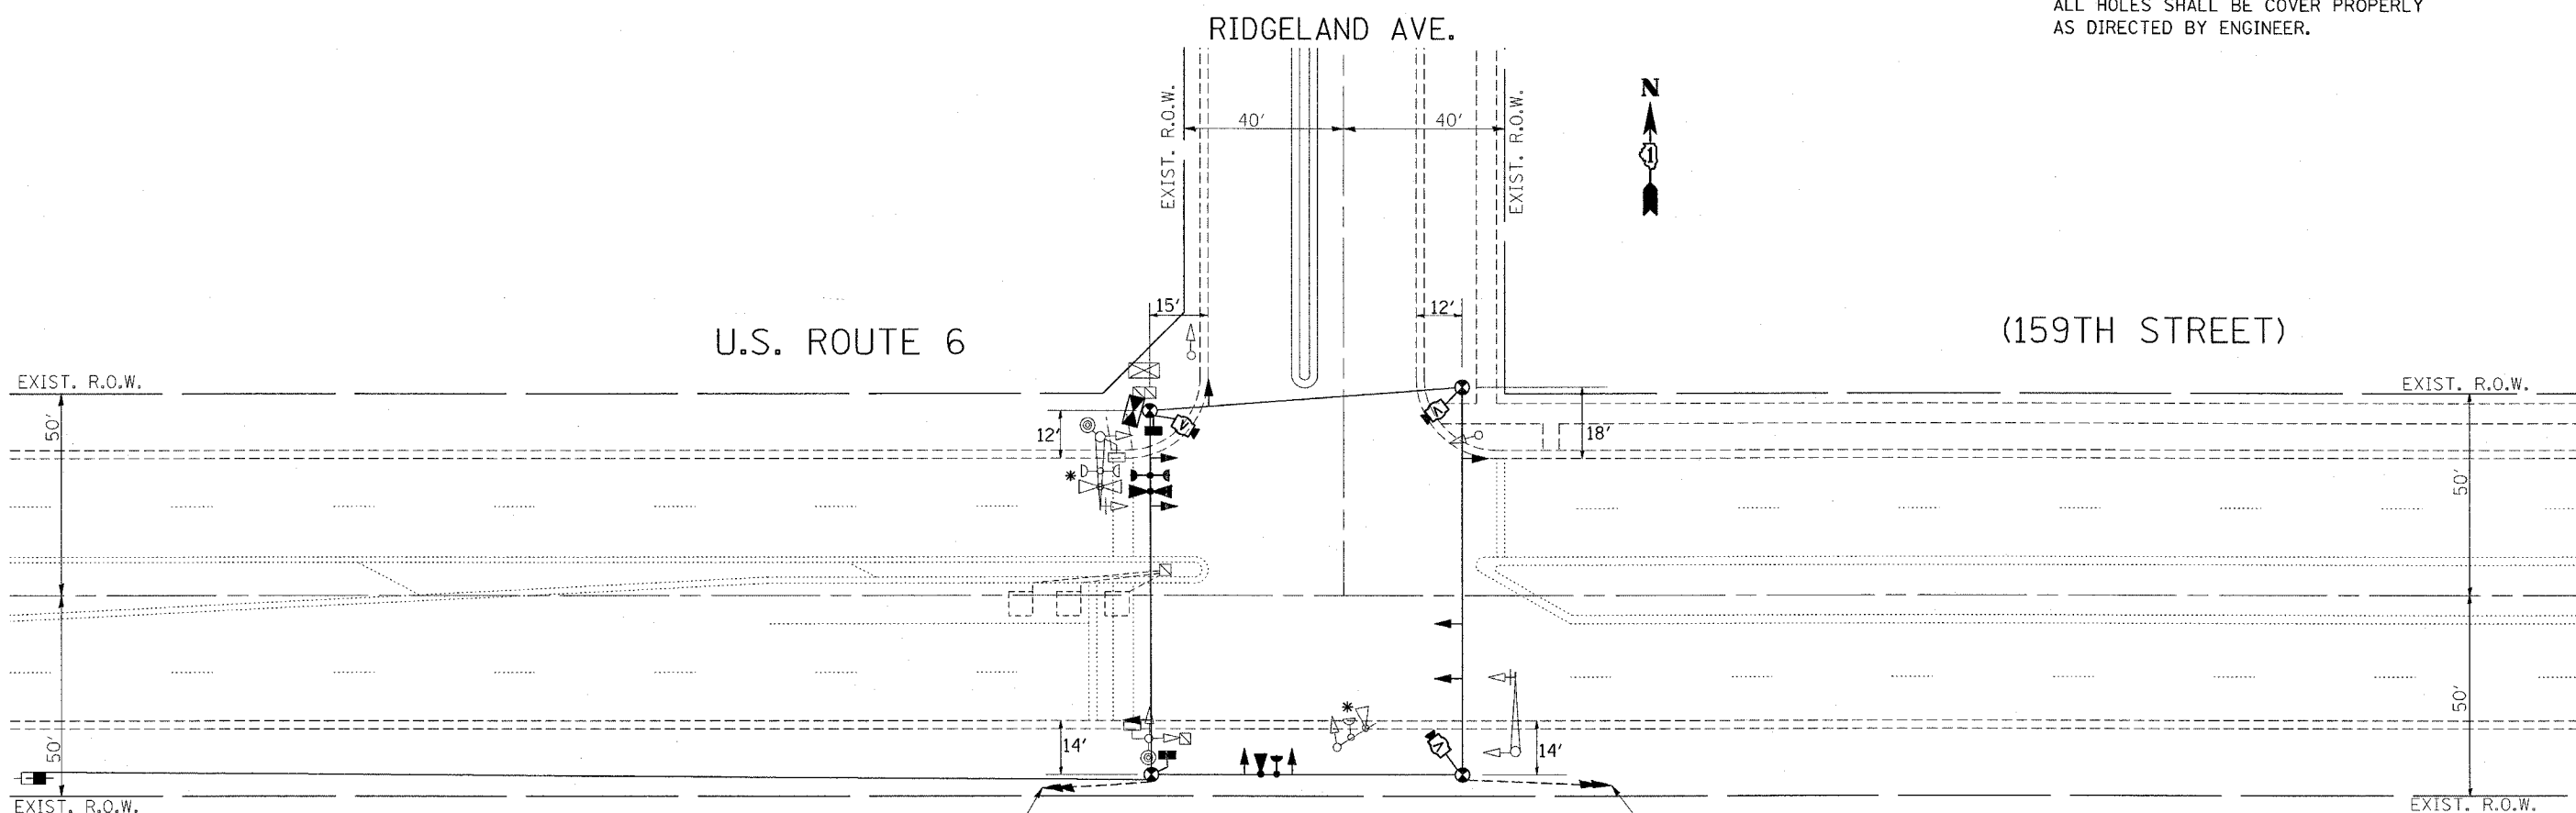 ALL HOLES SHALL BE COVER PROPERLY
AS DIRECTED BY ENGINEER.
RIDGELAND AVE.
N
1
EXIST. R.O.W.
40'
40'
EXIST. R.O.W.
15'
12'
U.S. ROUTE 6
(159TH STREET)
EXIST. R.O.W.
EXIST. R.O.W.
50'
12'
18'
50'
*
V
V
50'
14'
*
V
14'
50'
EXIST. R.O.W.
EXIST. R.O.W.